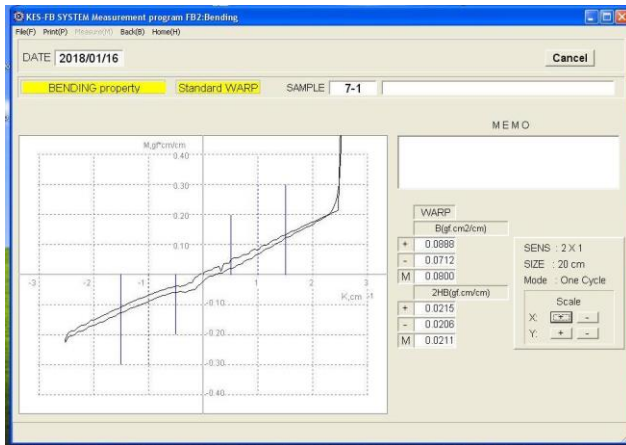 KES-FB SYSTEM Measurement program FB2:Bending
File(F) Print(P) Measure(M) Back(B) Home(H)
DATE 2018/01/16 Cancel
BENDING property Standard WARP SAMPLE 7-1
MEMO
M,gf*cm/cm
0.40
0.30
0.20
0.10
-3 -2 -1 1 2 3
K,cm -1
-0.10
-0.20
-0.30
-0.40
WARP
B(gf.cm2/cm)
+ 0.0888
- 0.0712
M 0.0800
2HB(gf.cm/cm)
+ 0.0215
- 0.0206
M 0.0211
SENS : 2 X 1
SIZE : 20 cm
Mode : One Cycle
Scale
X: + -
Y: + -